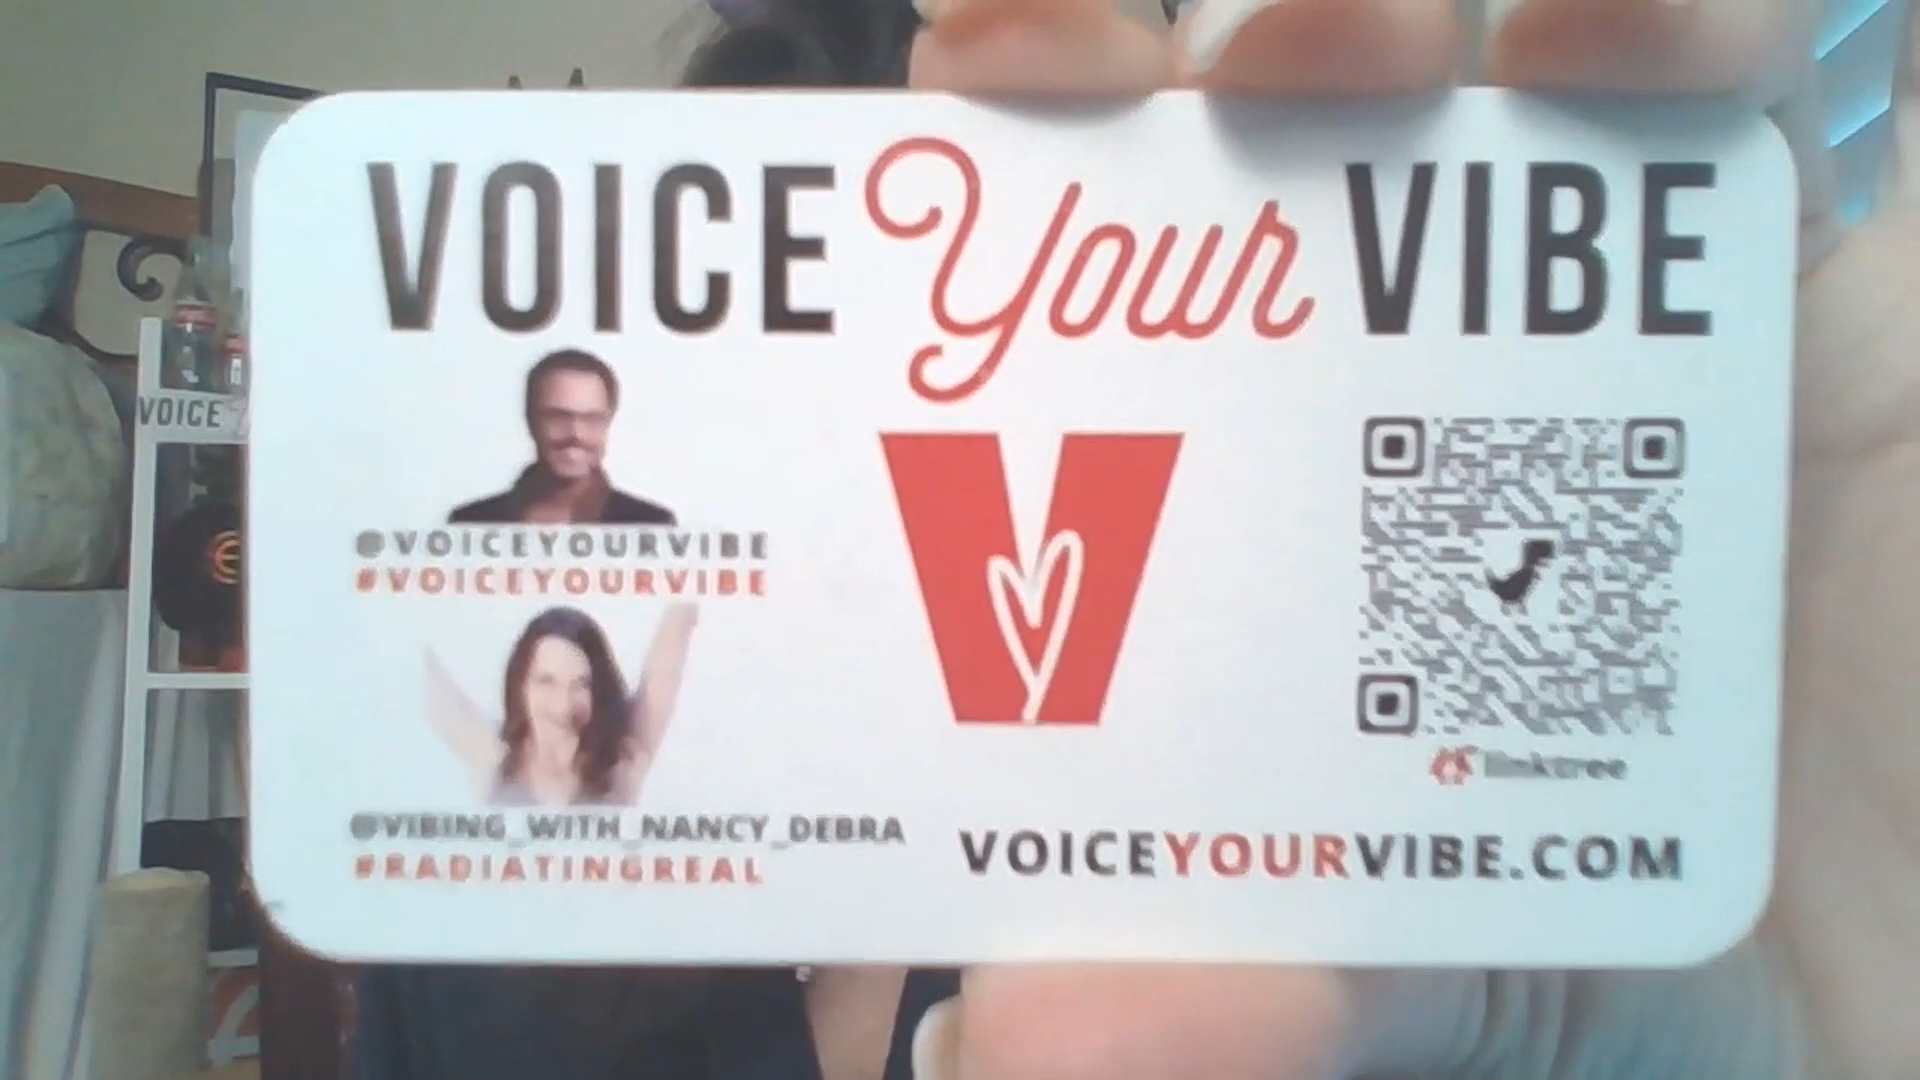 VOICE Your VIBE
VOICE
@VOICEYOURVIBE
#VOICEYOURVIBE
@VIBING_WITH_NANCY_DEBRA
#RADIATINGREAL
linktree
VOICEYOURVIBE.COM